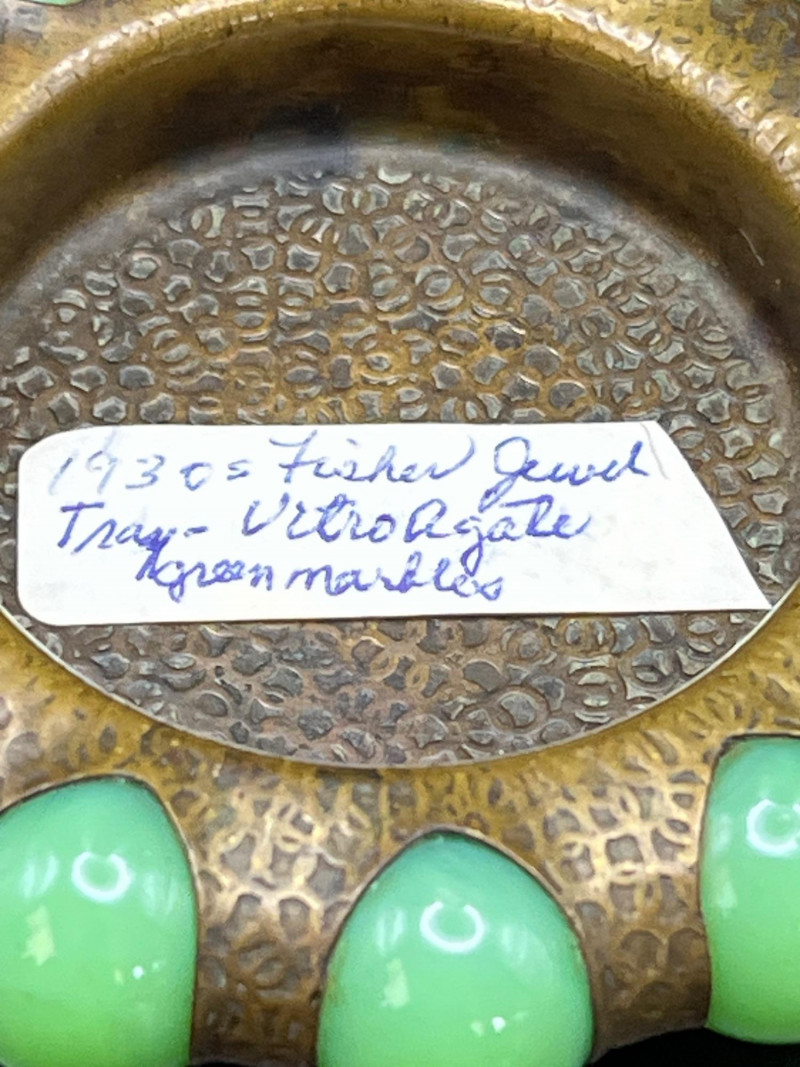 1930s Fisher Jewel
Tray- Vitro Agate
green marbles